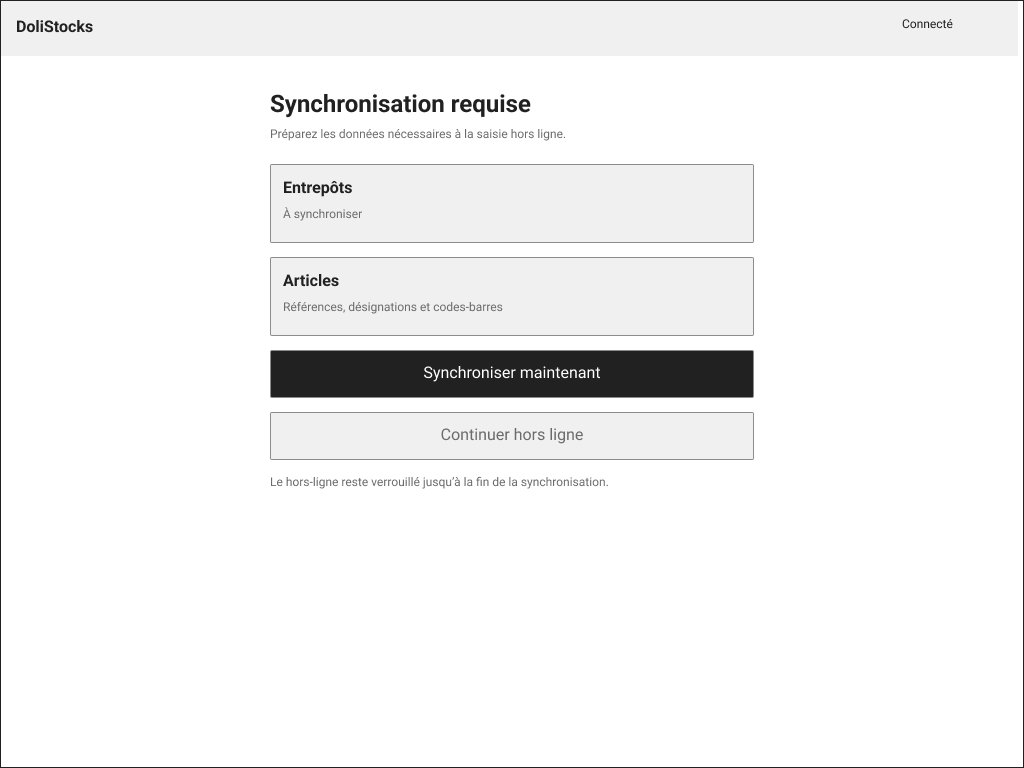 DoliStocks
Connecté
Synchronisation requise
Préparez les données nécessaires à la saisie hors ligne.
Entrepôts
À synchroniser
Articles
Références, désignations et codes-barres
Synchroniser maintenant
Continuer hors ligne
Le hors-ligne reste verrouillé jusqu’à la fin de la synchronisation.